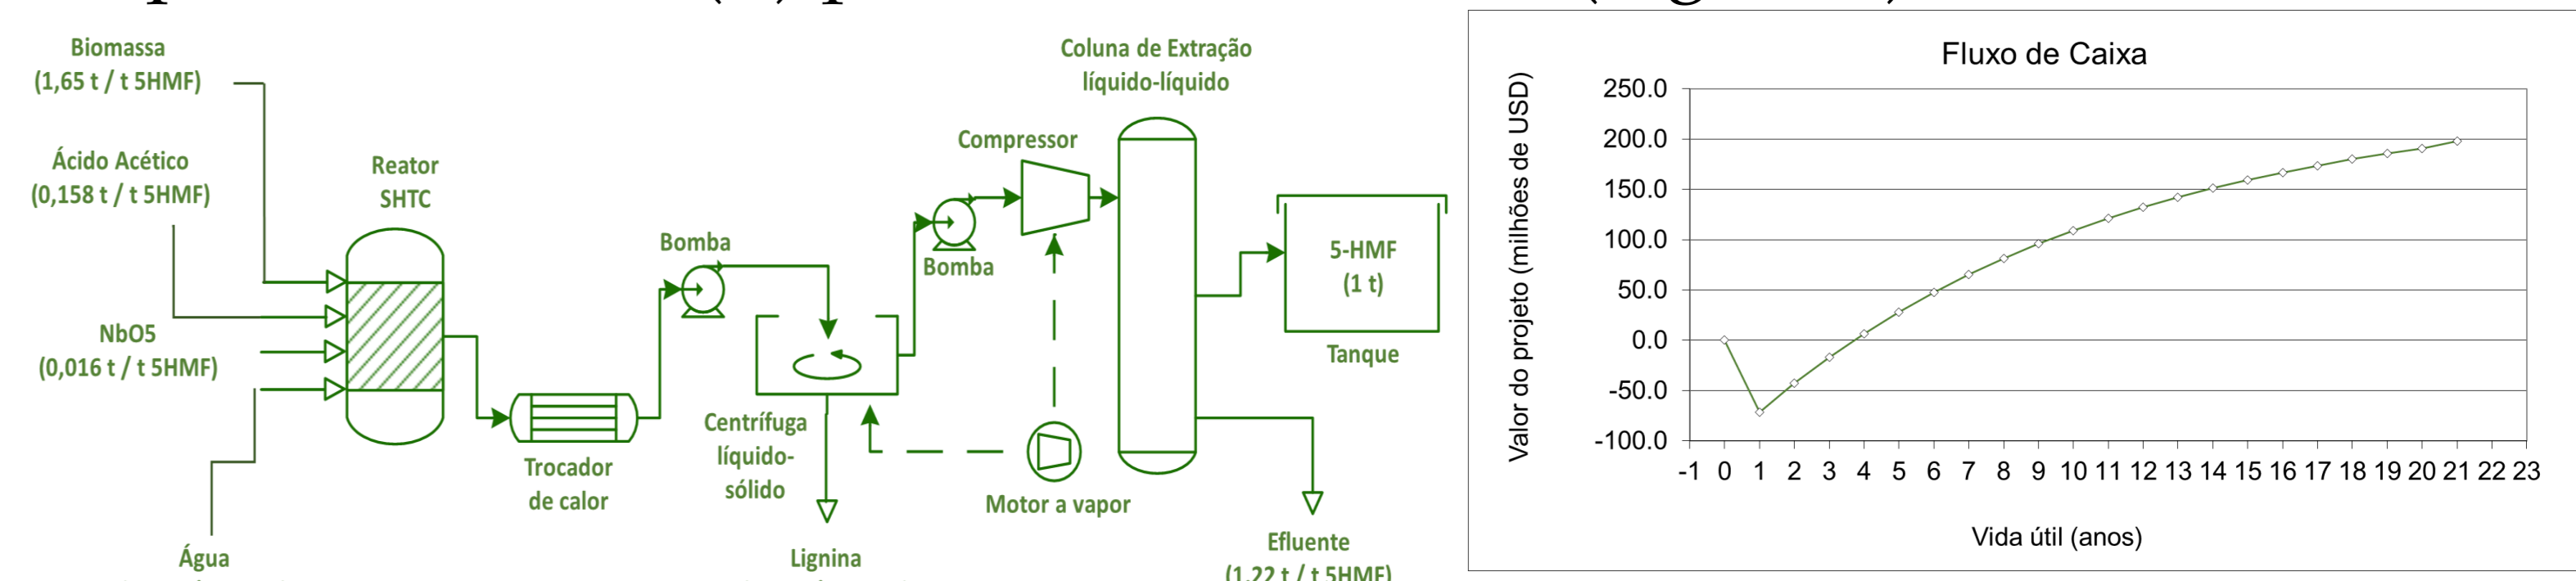 Biomassa
(1,65 t / t 5HMF)
Ácido Acético
(0,158 t / t 5HMF)
NbO5
(0,016 t / t 5HMF)
Água
Reator
SHTC
Trocador
de calor
Bomba
Centrífuga
líquido-
sólido
Lignina
Bomba
Compressor
Motor a vapor
Coluna de Extração
líquido-líquido
5-HMF
(1 t)
Tanque
Efluente
(1,22 t / t 5HMF)
Fluxo de Caixa
Valor do projeto (milhões de USD)
250.0
200.0
150.0
100.0
50.0
0.0
-50.0
-100.0
-1 0 1 2 3 4 5 6 7 8 9 10 11 12 13 14 15 16 17 18 19 20 21 22 23
Vida útil (anos)